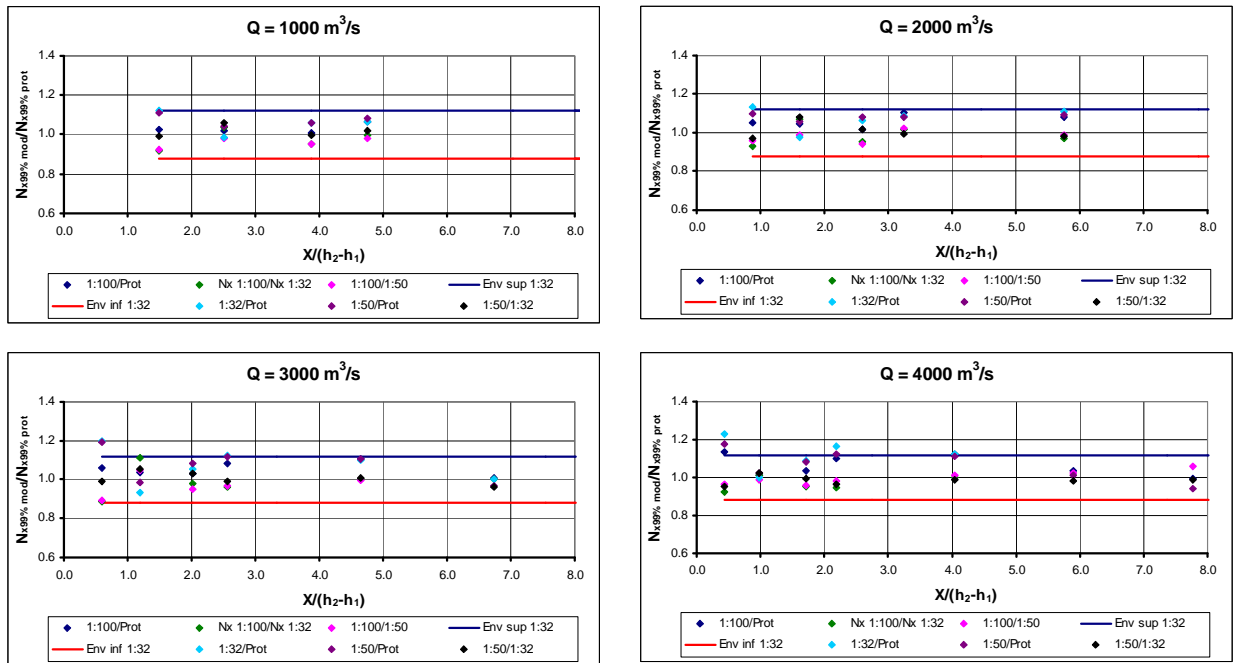 Q = 1000 m³/s
Nx99% mod/Nx99% prot
1.4
1.2
1.0
0.8
0.6
0.0 1.0 2.0 3.0 4.0 5.0 6.0 7.0 8.0
X/(h₂-h₁)
1:100/Prot Nx 1:100/Nx 1:32 1:100/1:50 Env sup 1:32
Env inf 1:32 1:32/Prot 1:50/Prot 1:50/1:32
Q = 2000 m³/s
Nx99% mod/Nx99% prot
1.4
1.2
1.0
0.8
0.6
0.0 1.0 2.0 3.0 4.0 5.0 6.0 7.0 8.0
X/(h₂-h₁)
1:100/Prot Nx 1:100/Nx 1:32 1:100/1:50 Env sup 1:32
Env inf 1:32 1:32/Prot 1:50/Prot 1:50/1:32
Q = 3000 m³/s
Nx99% mod/Nx99% prot
1.4
1.2
1.0
0.8
0.6
0.0 1.0 2.0 3.0 4.0 5.0 6.0 7.0 8.0
X/(h₂-h₁)
1:100/Prot Nx 1:100/Nx 1:32 1:100/1:50 Env sup 1:32
Env inf 1:32 1:32/Prot 1:50/Prot 1:50/1:32
Q = 4000 m³/s
Nx99% mod/Nx99% prot
1.4
1.2
1.0
0.8
0.6
0.0 1.0 2.0 3.0 4.0 5.0 6.0 7.0 8.0
X/(h₂-h₁)
1:100/Prot Nx 1:100/Nx 1:32 1:100/1:50 Env sup 1:32
Env inf 1:32 1:32/Prot 1:50/Prot 1:50/1:32